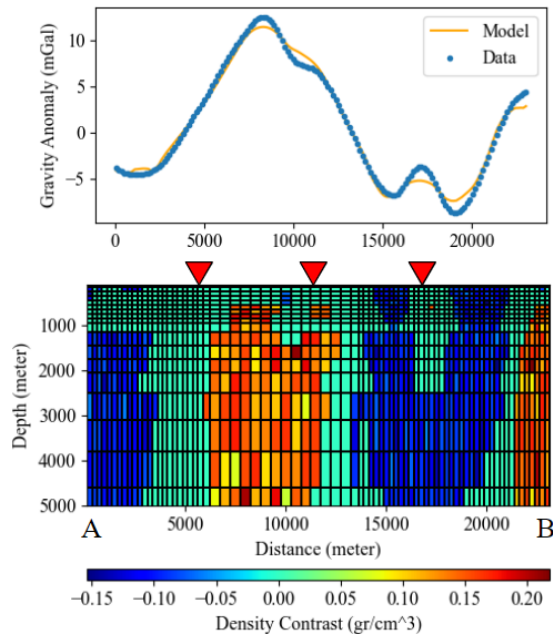 Gravity Anomaly (mGal)
10
5
0
−5
Model
Data
0 5000 10000 15000 20000
Depth (meter)
1000
2000
3000
4000
5000
A B
5000 10000 15000 20000
Distance (meter)
−0.15 −0.10 −0.05 0.00 0.05 0.10 0.15 0.20
Density Contrast (gr/cm^3)